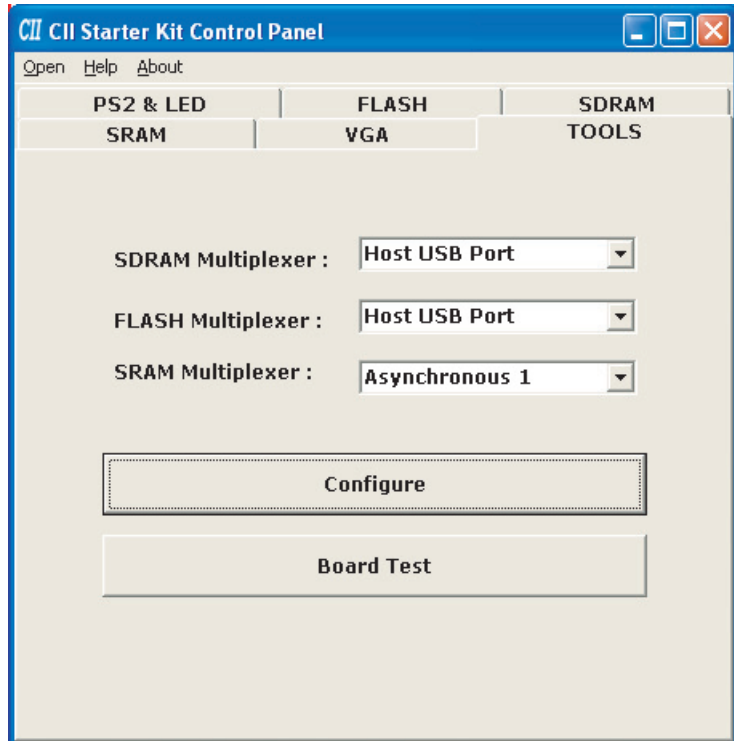 CII CII Starter Kit Control Panel
Open Help About
PS2 & LED FLASH SDRAM
SRAM VGA TOOLS
SDRAM Multiplexer : Host USB Port
FLASH Multiplexer : Host USB Port
SRAM Multiplexer : Asynchronous 1
Configure
Board Test